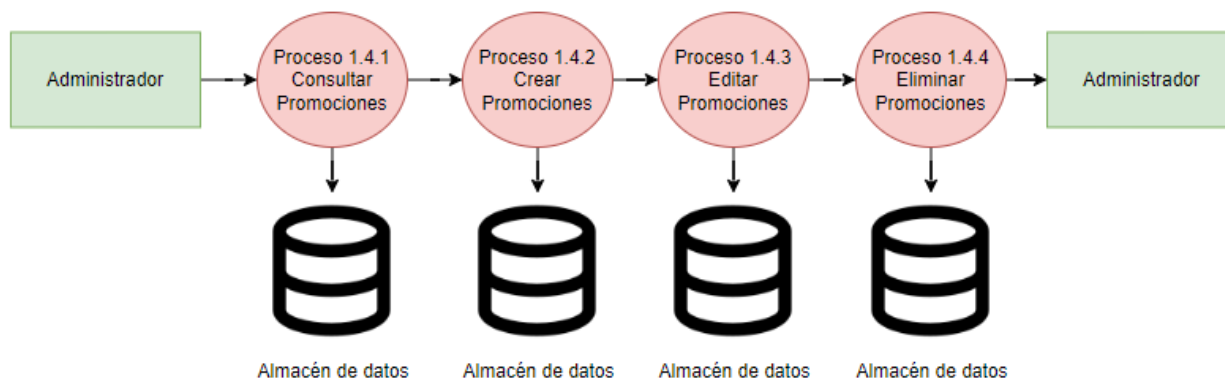 Administrador
Proceso 1.4.1
Consultar
Promociones
Proceso 1.4.2
Crear
Promociones
Proceso 1.4.3
Editar
Promociones
Proceso 1.4.4
Eliminar
Promociones
Administrador
Almacén de datos
Almacén de datos
Almacén de datos
Almacén de datos